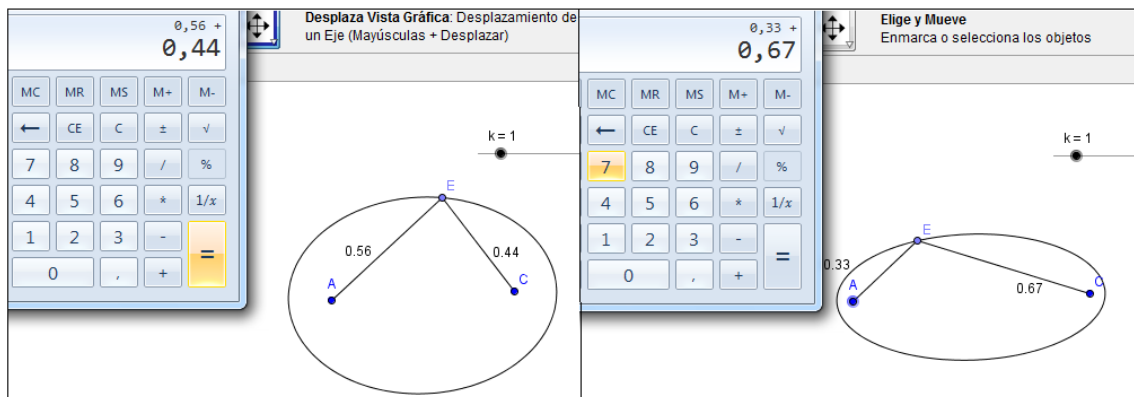 0,56 +
0,44
MC MR MS M+ M-
← CE C ± √
7 8 9 / %
4 5 6 * 1/x
1 2 3 - =
0 , +
Desplaza Vista Gráfica: Desplazamiento de
un Eje (Mayúsculas + Desplazar)
k = 1
E
0.56
0.44
A
C
0,33 +
0,67
MC MR MS M+ M-
← CE C ± √
7 8 9 / %
4 5 6 * 1/x
1 2 3 - =
0 , +
Elige y Mueve
Enmarca o selecciona los objetos
k = 1
E
0.33
A
0.67
C